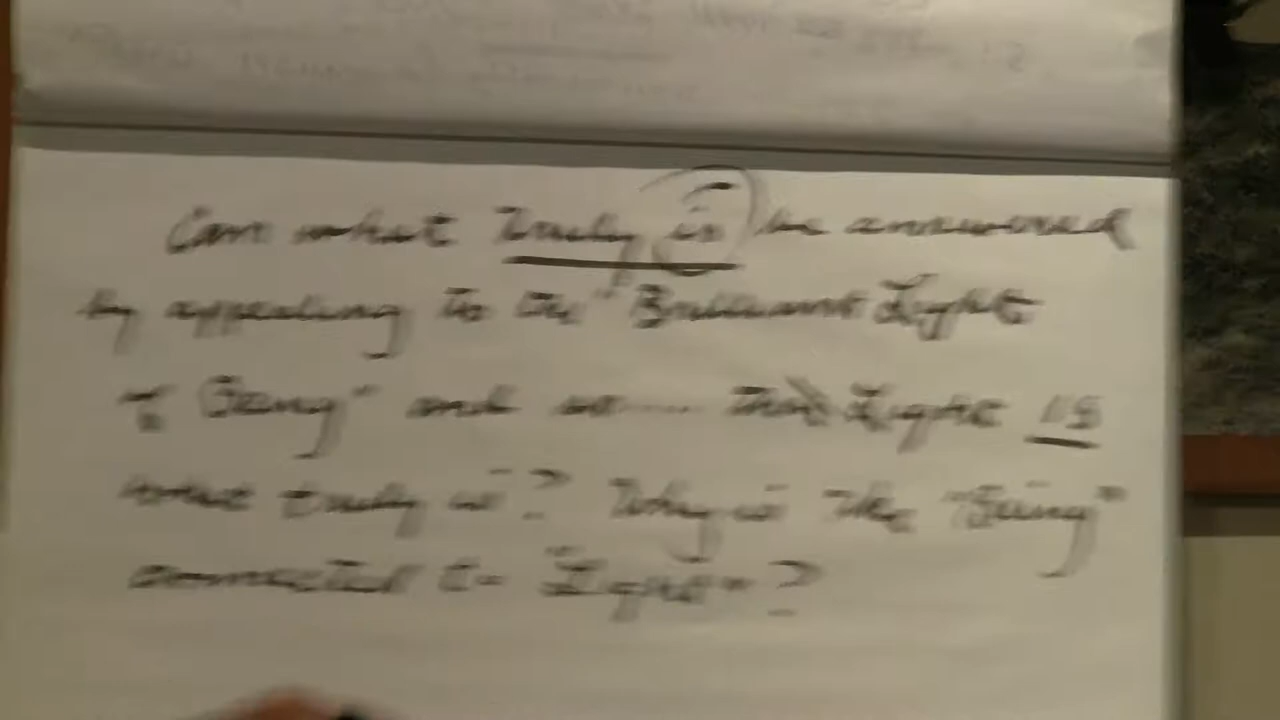 Can what truly is be answered
by appealing to the "Brilliant Light
of Being" and so ..... that Light is
what truly is? Why is the "Being"
connected to "Light"?